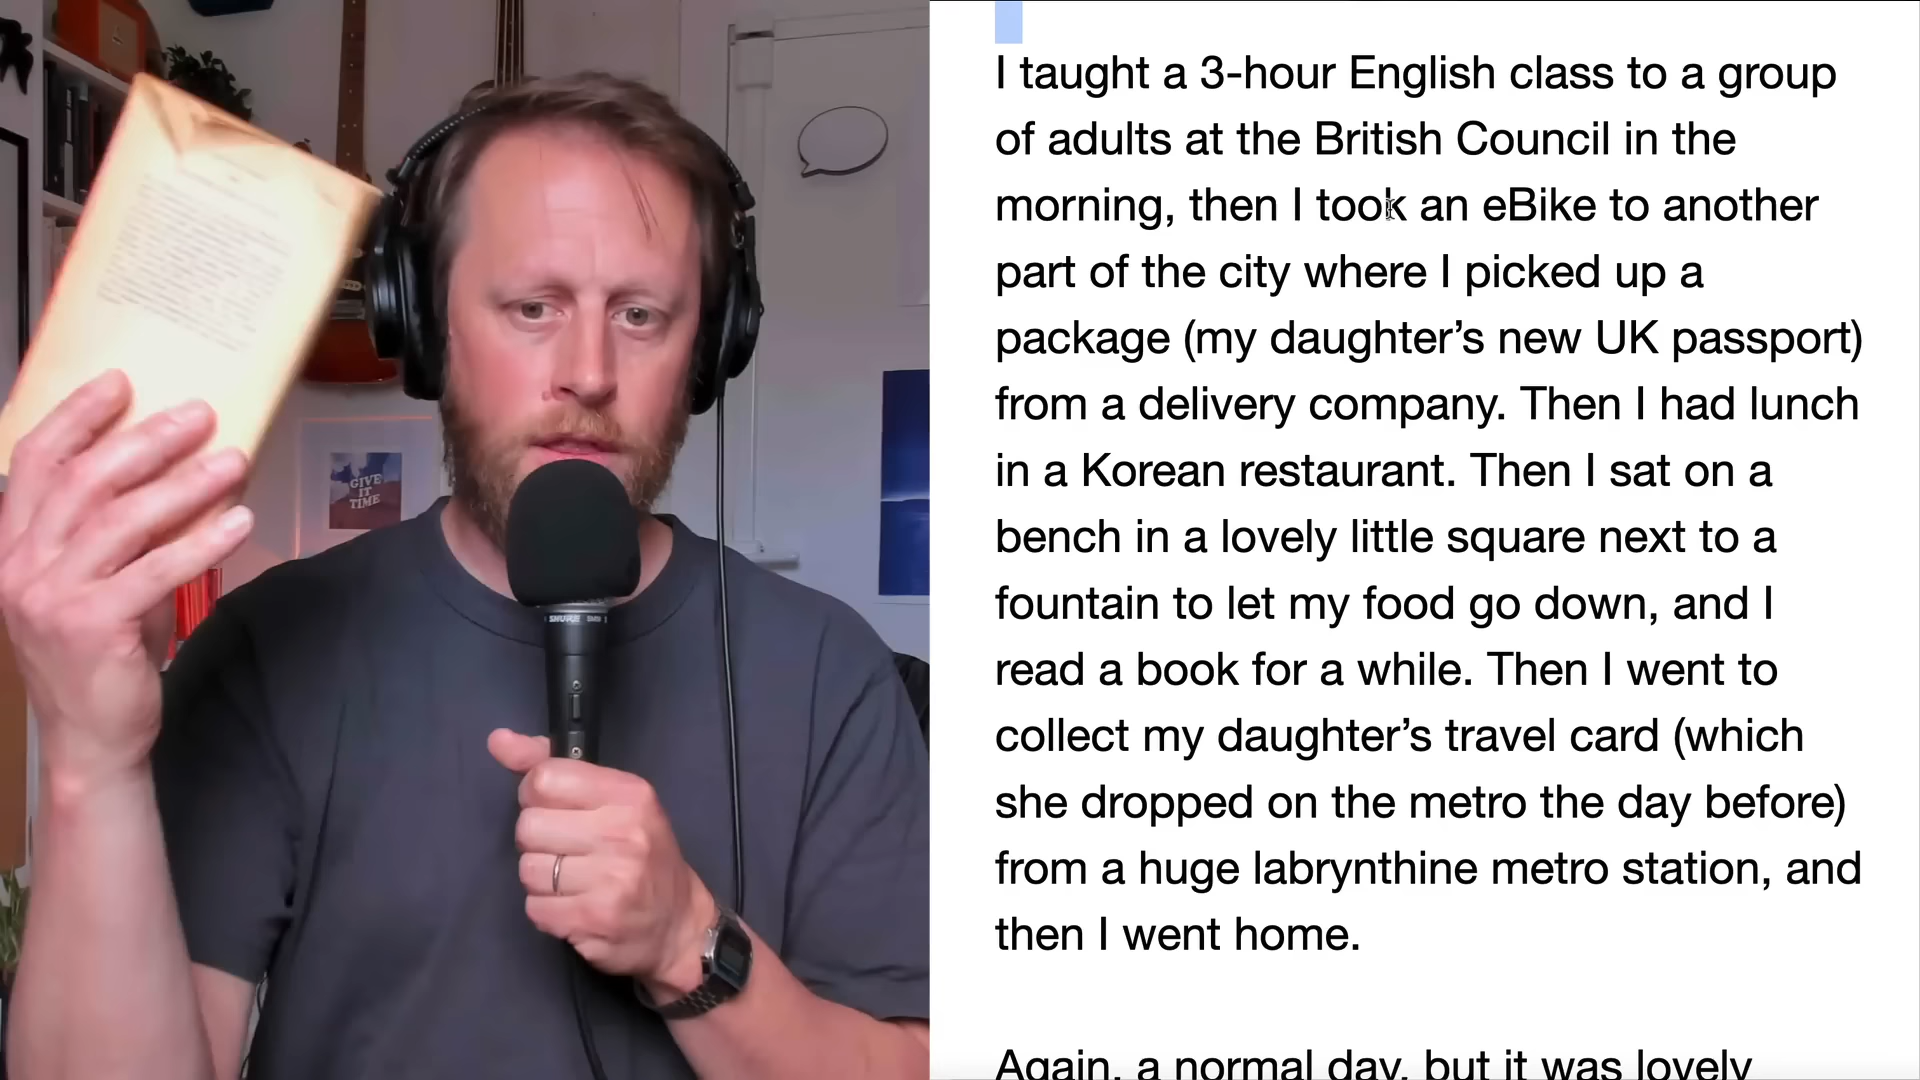 GIVE
IT
TIME
SHURE
I taught a 3-hour English class to a group
of adults at the British Council in the
morning, then I took an eBike to another
part of the city where I picked up a
package (my daughter’s new UK passport)
from a delivery company. Then I had lunch
in a Korean restaurant. Then I sat on a
bench in a lovely little square next to a
fountain to let my food go down, and I
read a book for a while. Then I went to
collect my daughter’s travel card (which
she dropped on the metro the day before)
from a huge labrynthine metro station, and
then I went home.
Again, a normal day, but it was lovely